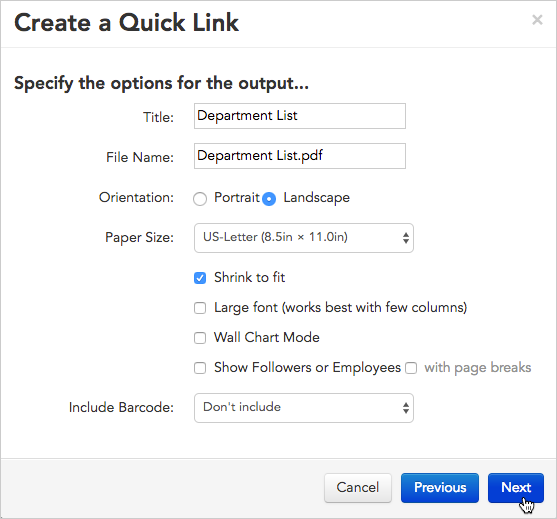 Create a Quick Link ×
Specify the options for the output...
Title: Department List
File Name: Department List.pdf
Orientation: Portrait Landscape
Paper Size: US-Letter (8.5in × 11.0in)
Shrink to fit
Large font (works best with few columns)
Wall Chart Mode
Show Followers or Employees with page breaks
Include Barcode: Don't include
Cancel Previous Next